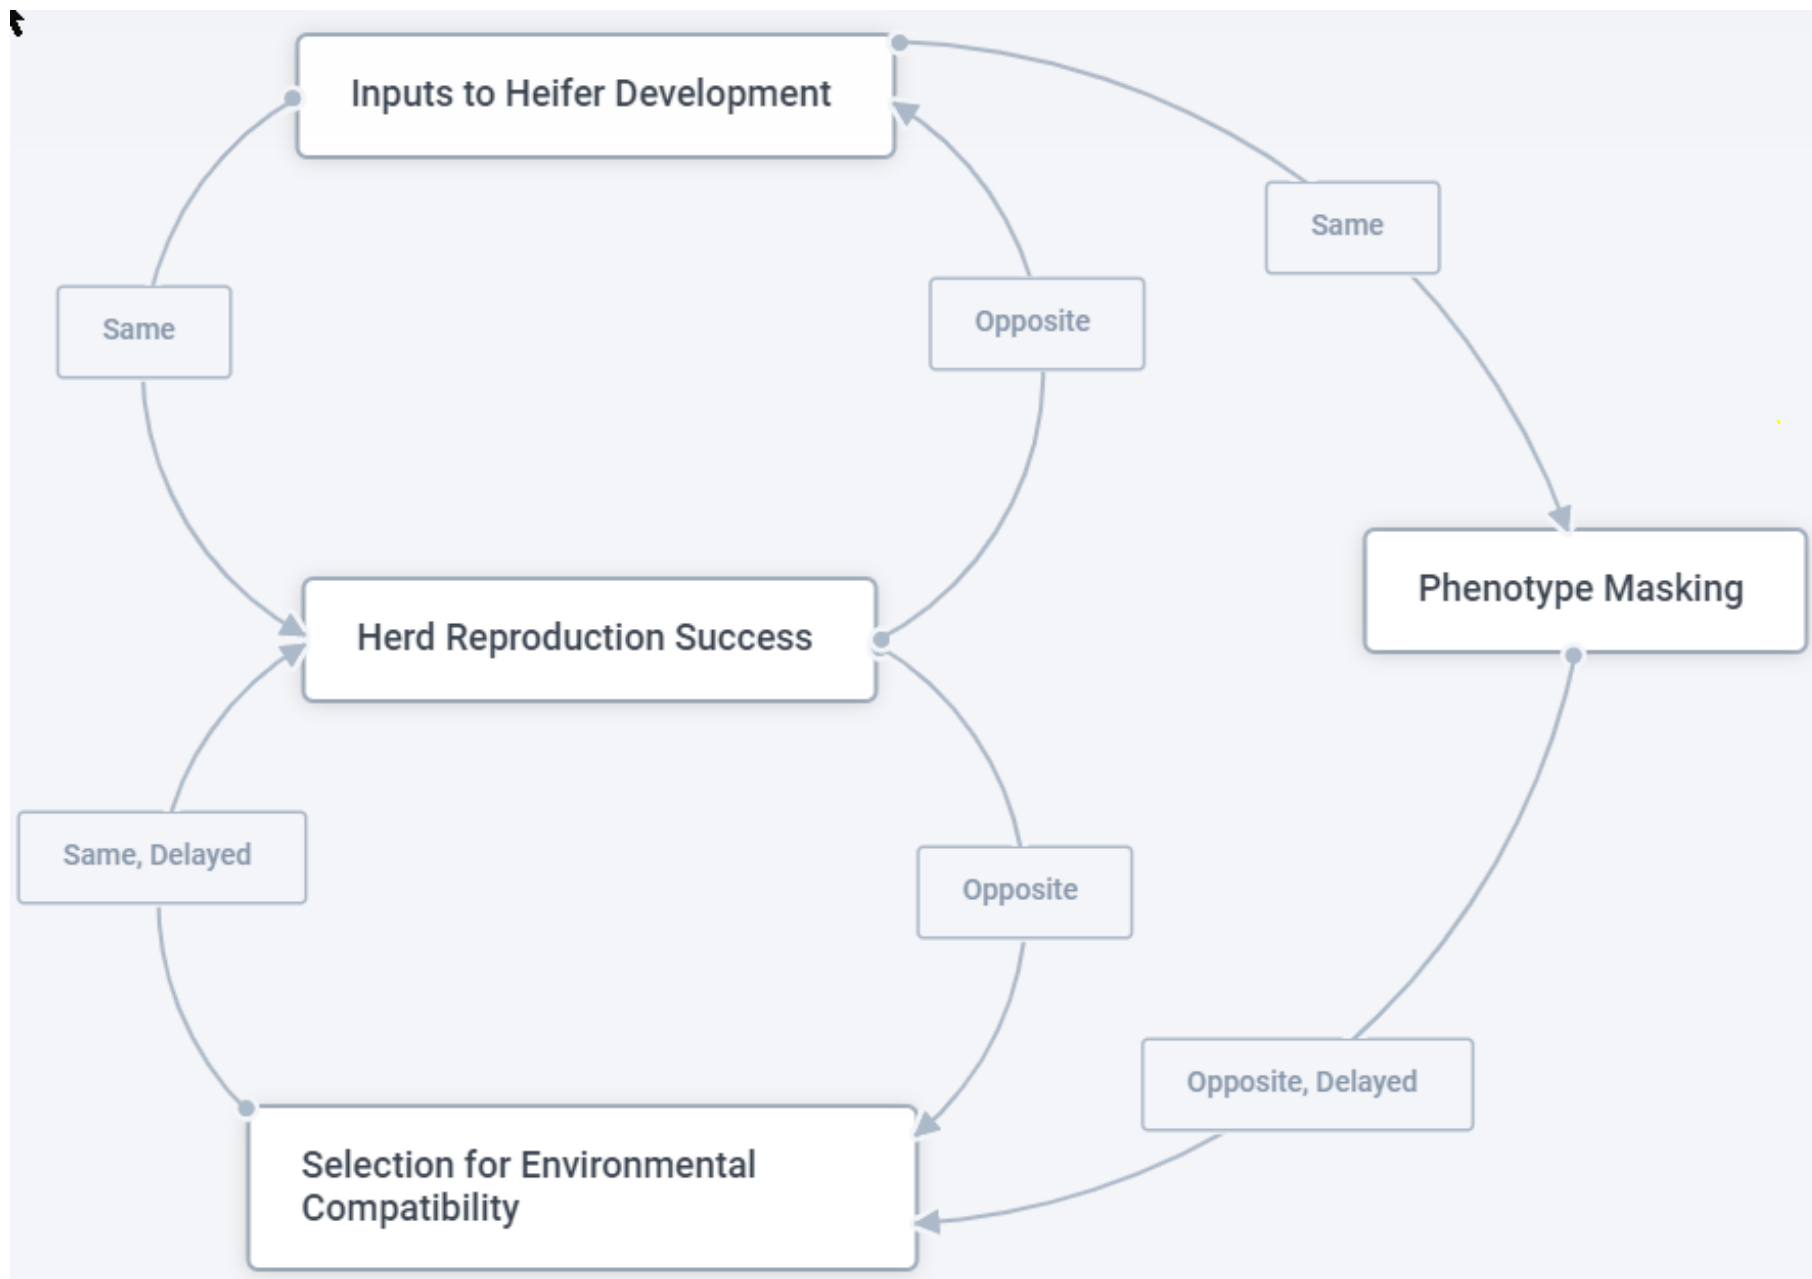 Inputs to Heifer Development
Same
Same
Opposite
Phenotype Masking
Herd Reproduction Success
Same, Delayed
Opposite
Opposite, Delayed
Selection for Environmental
Compatibility